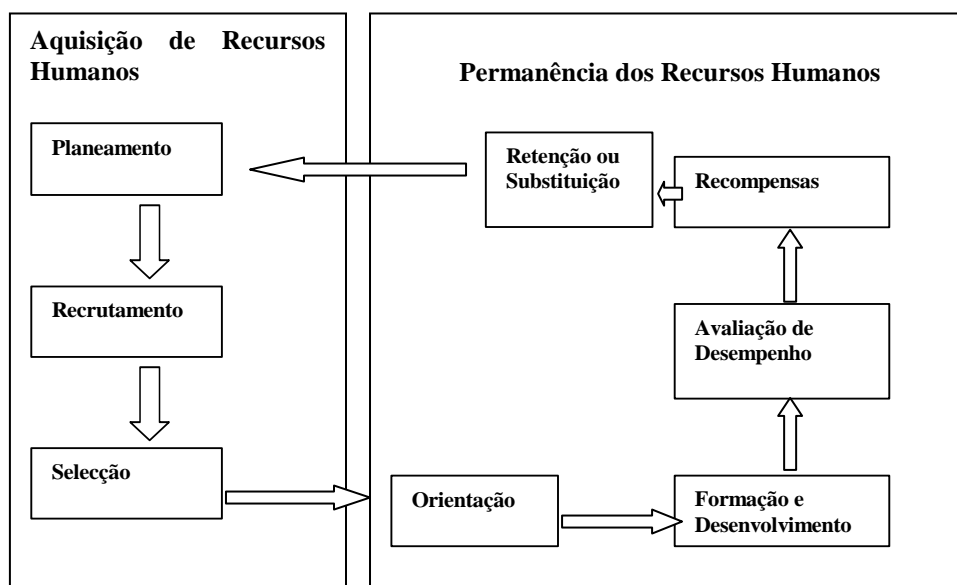 Aquisição de Recursos
Humanos
Planeamento
Recrutamento
Selecção
Permanência dos Recursos Humanos
Retenção ou
Substituição
Recompensas
Avaliação de
Desempenho
Orientação
Formação e
Desenvolvimento